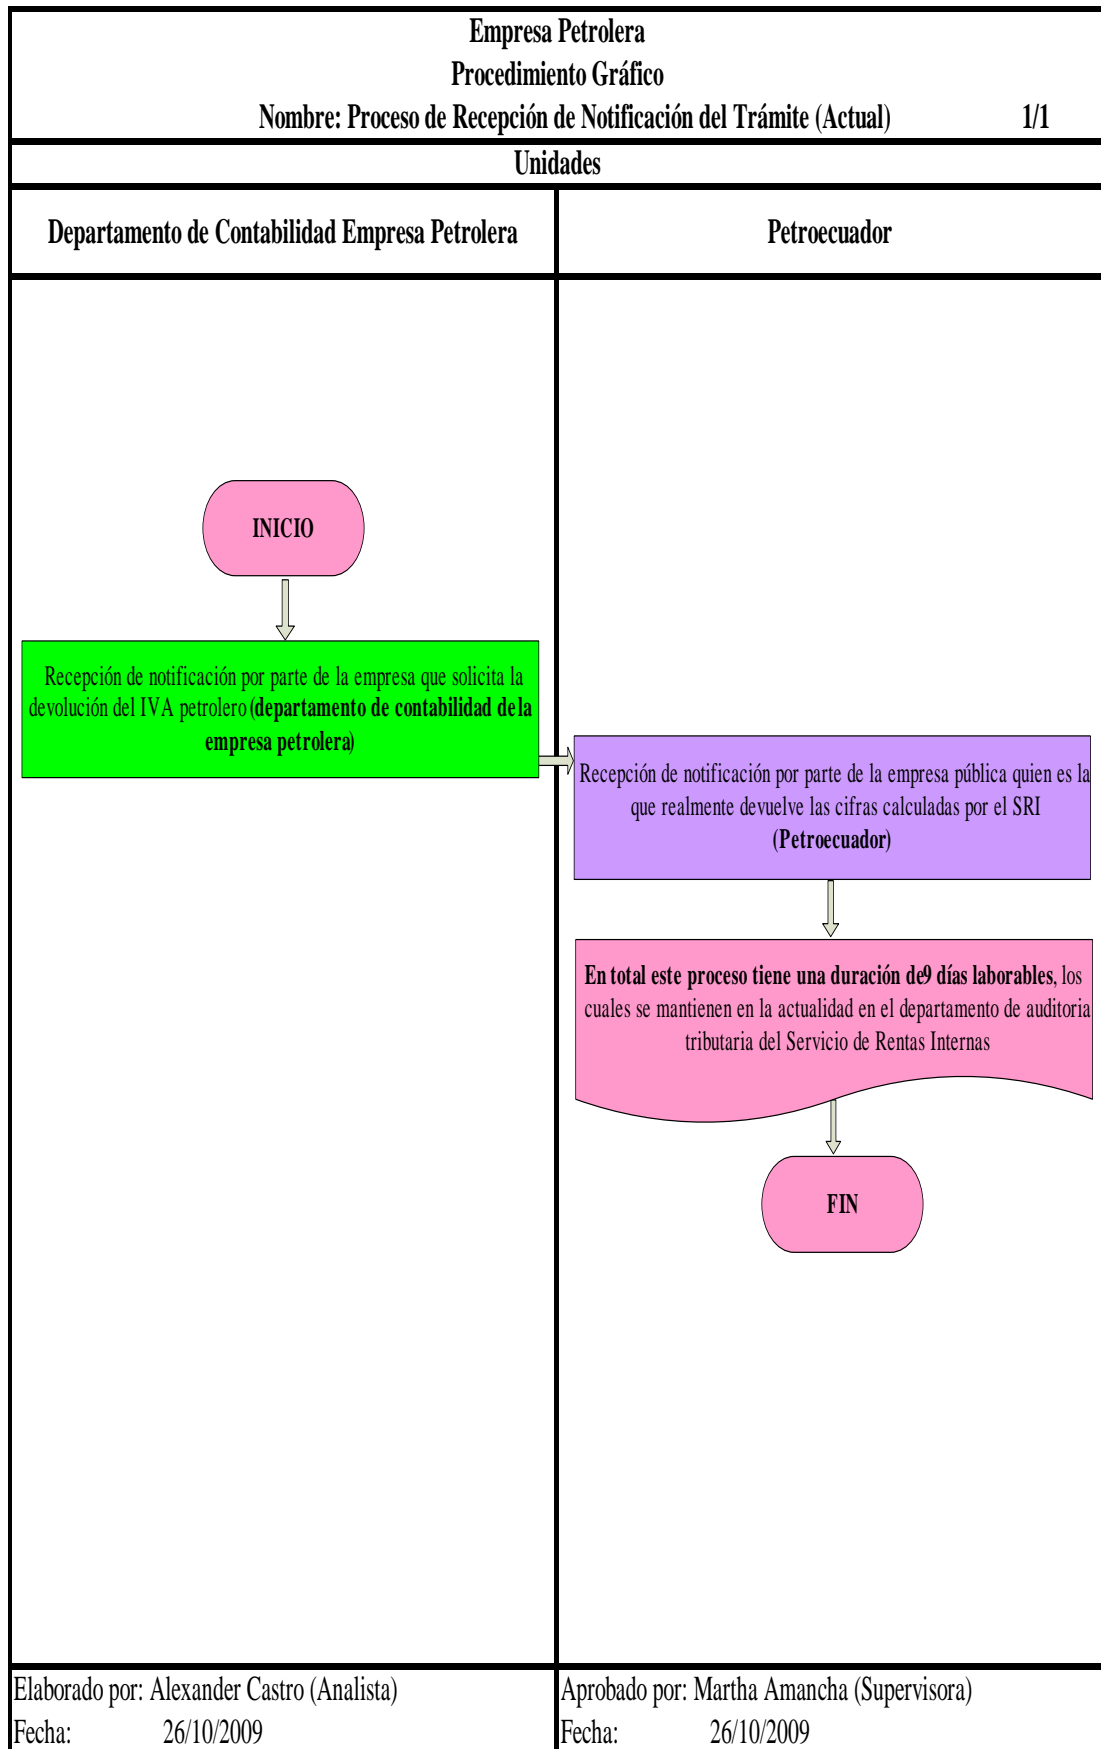 Empresa Petrolera
Procedimiento Gráfico
Nombre: Proceso de Recepción de Notificación del Trámite (Actual) 1/1
Unidades
Departamento de Contabilidad Empresa Petrolera
Petroecuador
INICIO
Recepción de notificación por parte de la empresa que solicita la
devolución del IVA petrolero (departamento de contabilidad de la
empresa petrolera)
Recepción de notificación por parte de la empresa pública quien es la
que realmente devuelve las cifras calculadas por el SRI
(Petroecuador)
En total este proceso tiene una duración de9 días laborables, los
cuales se mantienen en la actualidad en el departamento de auditoria
tributaria del Servicio de Rentas Internas
FIN
Elaborado por: Alexander Castro (Analista)
Fecha: 26/10/2009
Aprobado por: Martha Amancha (Supervisora)
Fecha: 26/10/2009